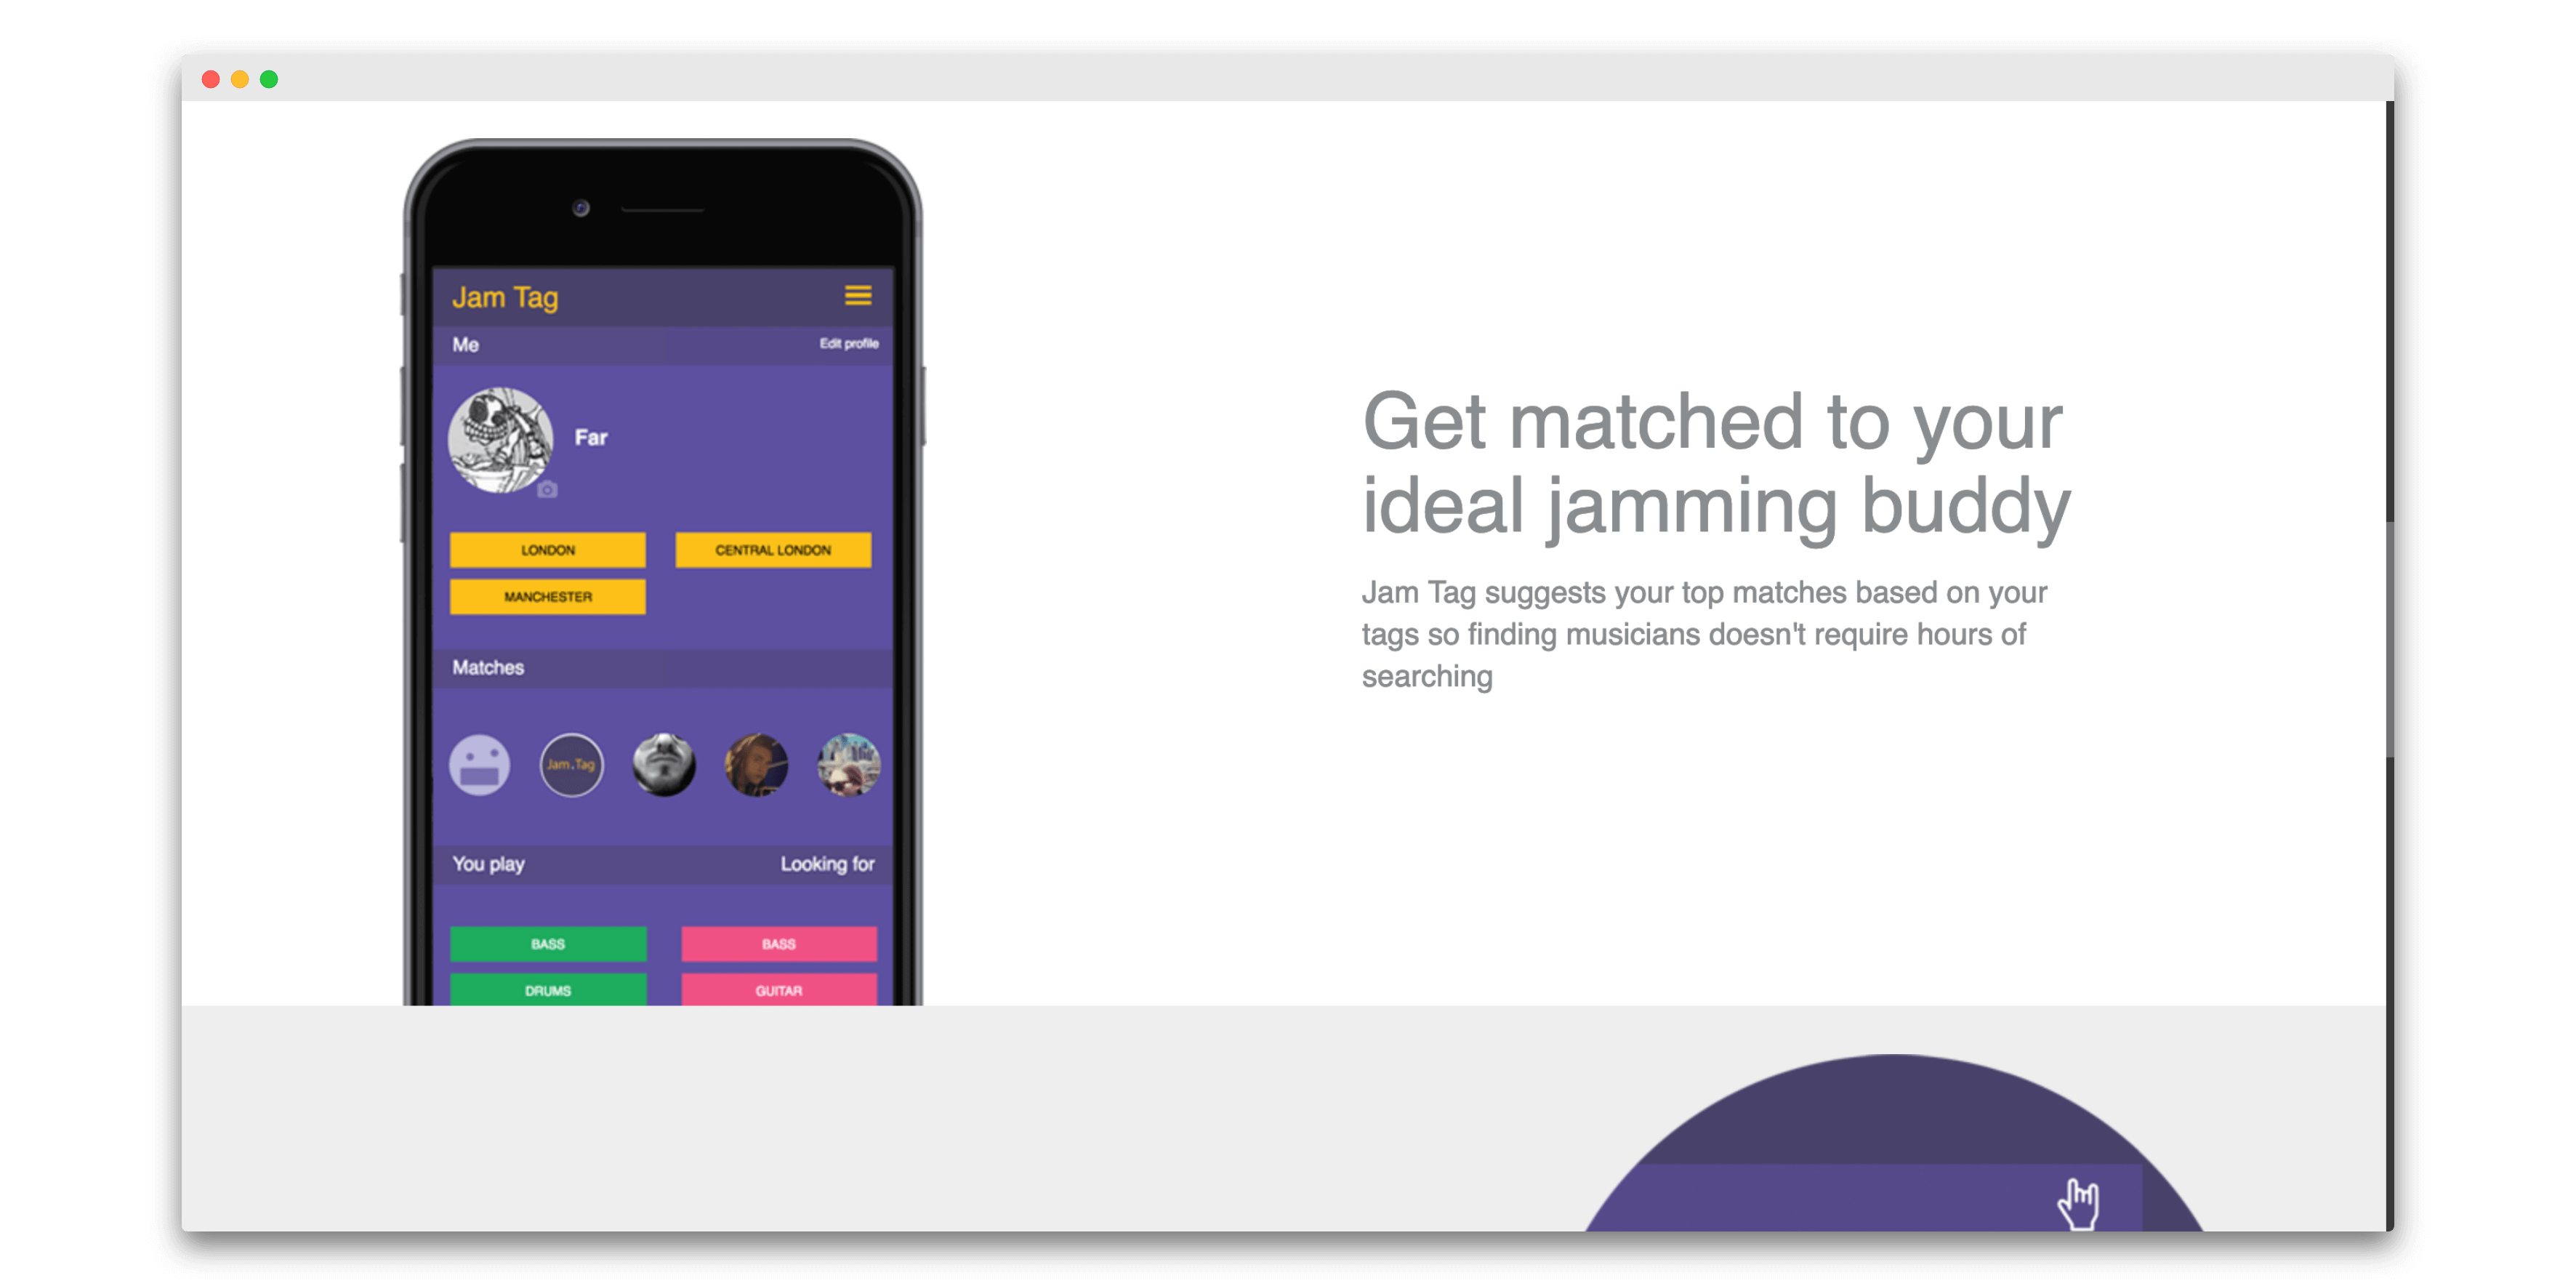 Jam Tag
Me
Edit profile
Far
LONDON
CENTRAL LONDON
MANCHESTER
Matches
Jam.Tag
You play
Looking for
BASS
BASS
DRUMS
GUITAR
Get matched to your
ideal jamming buddy
Jam Tag suggests your top matches based on your
tags so finding musicians doesn't require hours of
searching